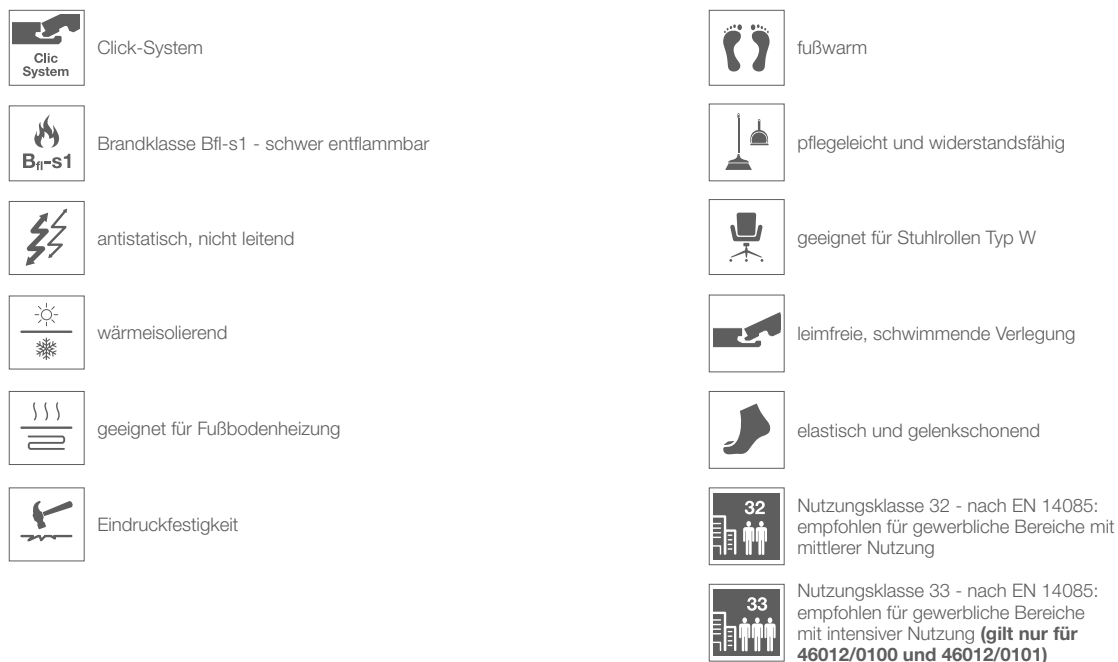 Clic
System
Click-System
Bfl-s1
Brandklasse Bfl-s1 - schwer entflammbar
antistatisch, nicht leitend
wärmeisolierend
geeignet für Fußbodenheizung
Eindruckfestigkeit
fußwarm
pflegeleicht und widerstandsfähig
geeignet für Stuhlrollen Typ W
leimfreie, schwimmende Verlegung
elastisch und gelenkschonend
32
Nutzungsklasse 32 - nach EN 14085:
empfohlen für gewerbliche Bereiche mit
mittlerer Nutzung
33
Nutzungsklasse 33 - nach EN 14085:
empfohlen für gewerbliche Bereiche
mit intensiver Nutzung (gilt nur für
46012/0100 und 46012/0101)